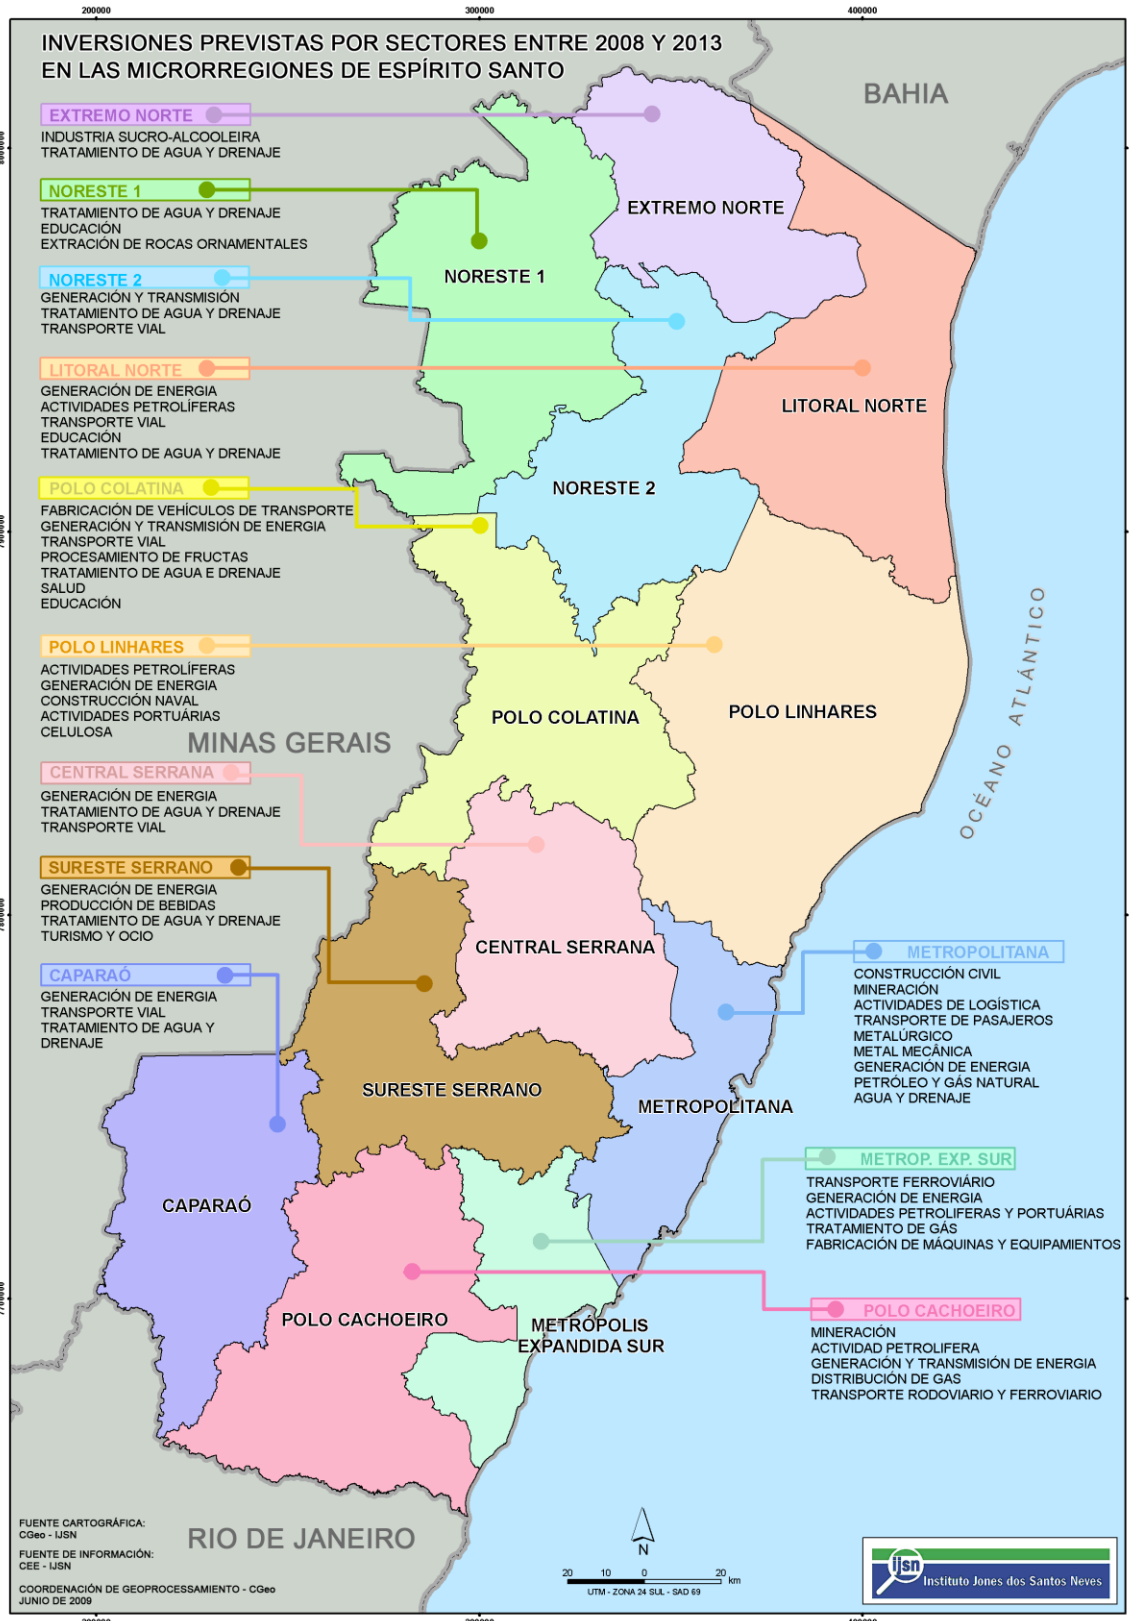 200000
300000
400000
INVERSIONES PREVISTAS POR SECTORES ENTRE 2008 Y 2013
EN LAS MICRORREGIONES DE ESPÍRITO SANTO
BAHIA
EXTREMO NORTE
INDUSTRIA SUCRO-ALCOOLEIRA
TRATAMIENTO DE AGUA Y DRENAJE
NORESTE 1
TRATAMIENTO DE AGUA Y DRENAJE
EDUCACIÓN
EXTRACIÓN DE ROCAS ORNAMENTALES
NORESTE 2
GENERACIÓN Y TRANSMISIÓN
TRATAMIENTO DE AGUA Y DRENAJE
TRANSPORTE VIAL
LITORAL NORTE
GENERACIÓN DE ENERGIA
ACTIVIDADES PETROLÍFERAS
TRANSPORTE VIAL
EDUCACIÓN
TRATAMIENTO DE AGUA Y DRENAJE
POLO COLATINA
FABRICACIÓN DE VEHÍCULOS DE TRANSPORTE
GENERACIÓN Y TRANSMISIÓN DE ENERGIA
TRANSPORTE VIAL
PROCESAMIENTO DE FRUCTAS
TRATAMIENTO DE AGUA E DRENAJE
SALUD
EDUCACIÓN
POLO LINHARES
ACTIVIDADES PETROLÍFERAS
GENERACIÓN DE ENERGIA
CONSTRUCCIÓN NAVAL
ACTIVIDADES PORTUÁRIAS
CELULOSA
MINAS GERAIS
CENTRAL SERRANA
GENERACIÓN DE ENERGIA
TRATAMIENTO DE AGUA Y DRENAJE
TRANSPORTE VIAL
SURESTE SERRANO
GENERACIÓN DE ENERGIA
PRODUCCIÓN DE BEBIDAS
TRATAMIENTO DE AGUA Y DRENAJE
TURISMO Y OCIO
CAPARAÓ
GENERACIÓN DE ENERGIA
TRANSPORTE VIAL
TRATAMIENTO DE AGUA Y
DRENAJE
EXTREMO NORTE
NORESTE 1
LITORAL NORTE
NORESTE 2
POLO COLATINA
POLO LINHARES
OCÉANO ATLÁNTICO
CENTRAL SERRANA
SURESTE SERRANO
METROPOLITANA
CAPARAÓ
POLO CACHOEIRO
METRÓPOLIS
EXPANDIDA SUR
METROPOLITANA
CONSTRUCCIÓN CIVIL
MINERACIÓN
ACTIVIDADES DE LOGÍSTICA
TRANSPORTE DE PASAJEROS
METALÚRGICO
METAL MECÂNICA
GENERACIÓN DE ENERGIA
PETRÓLEO Y GÁS NATURAL
AGUA Y DRENAJE
METROP. EXP. SUR
TRANSPORTE FERROVIÁRIO
GENERACIÓN DE ENERGIA
ACTIVIDADES PETROLIFERAS Y PORTUÁRIAS
TRATAMIENTO DE GÁS
FABRICACIÓN DE MÁQUINAS Y EQUIPAMIENTOS
POLO CACHOEIRO
MINERACIÓN
ACTIVIDAD PETROLIFERA
GENERACIÓN Y TRANSMISIÓN DE ENERGIA
DISTRIBUCIÓN DE GAS
TRANSPORTE RODOVIARIO Y FERROVIARIO
RIO DE JANEIRO
FUENTE CARTOGRÁFICA:
CGeo - IJSN
FUENTE DE INFORMACIÓN:
CEE - IJSN
COORDENACIÓN DE GEOPROCESSAMIENTO - CGeo
JUNIO DE 2009
N
20 10 0 20 km
UTM - ZONA 24 SUL - SAD 69
ijsn
Instituto Jones dos Santos Neves